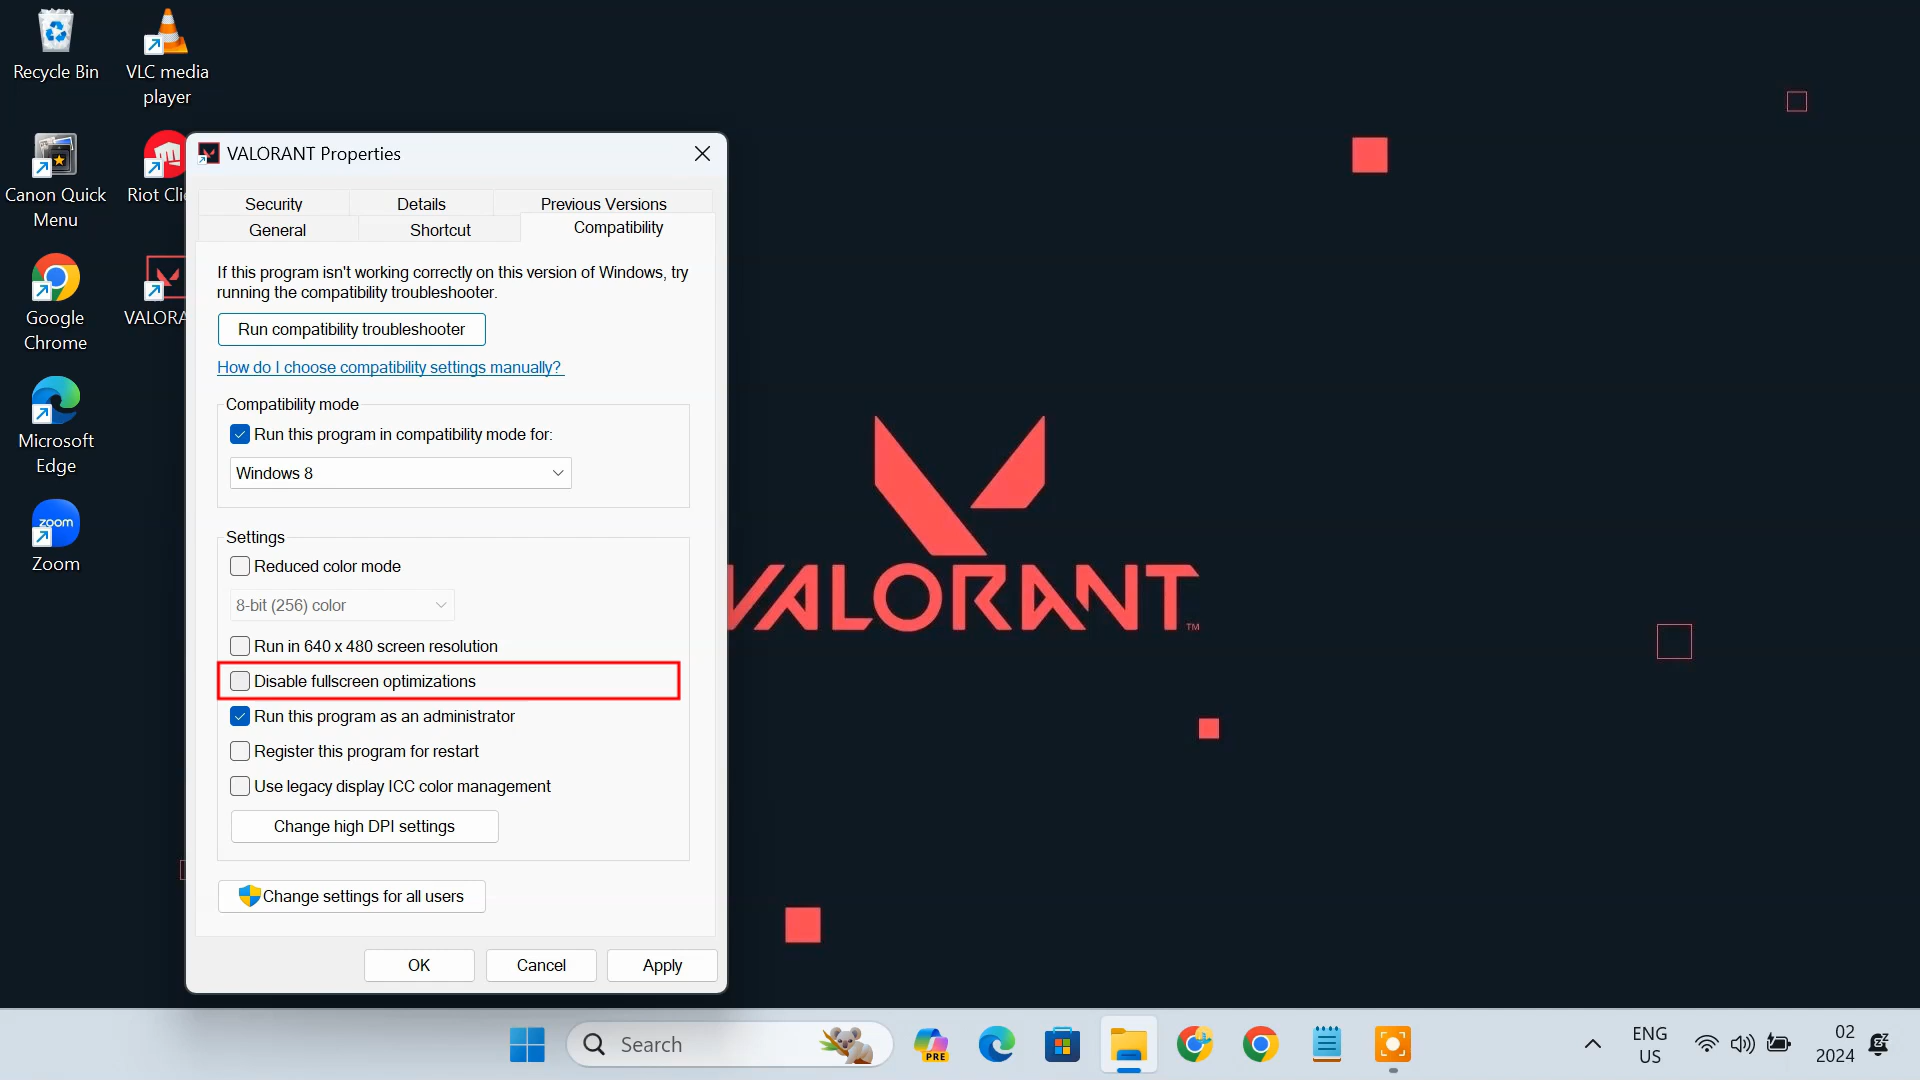 Recycle Bin
VLC media
player
Canon Quick
Menu
Riot Clie
Google
Chrome
VALORA
Microsoft
Edge
zoom
Zoom
VALORANT Properties
Security
Details
Previous Versions
General
Shortcut
Compatibility
If this program isn't working correctly on this version of Windows, try
running the compatibility troubleshooter.
Run compatibility troubleshooter
How do I choose compatibility settings manually?
Compatibility mode
Run this program in compatibility mode for:
Windows 8
Settings
Reduced color mode
8-bit (256) color
Run in 640 x 480 screen resolution
Disable fullscreen optimizations
Run this program as an administrator
Register this program for restart
Use legacy display ICC color management
Change high DPI settings
Change settings for all users
OK
Cancel
Apply
VALORANT™
Search
PRE
ENG
US
02
2024